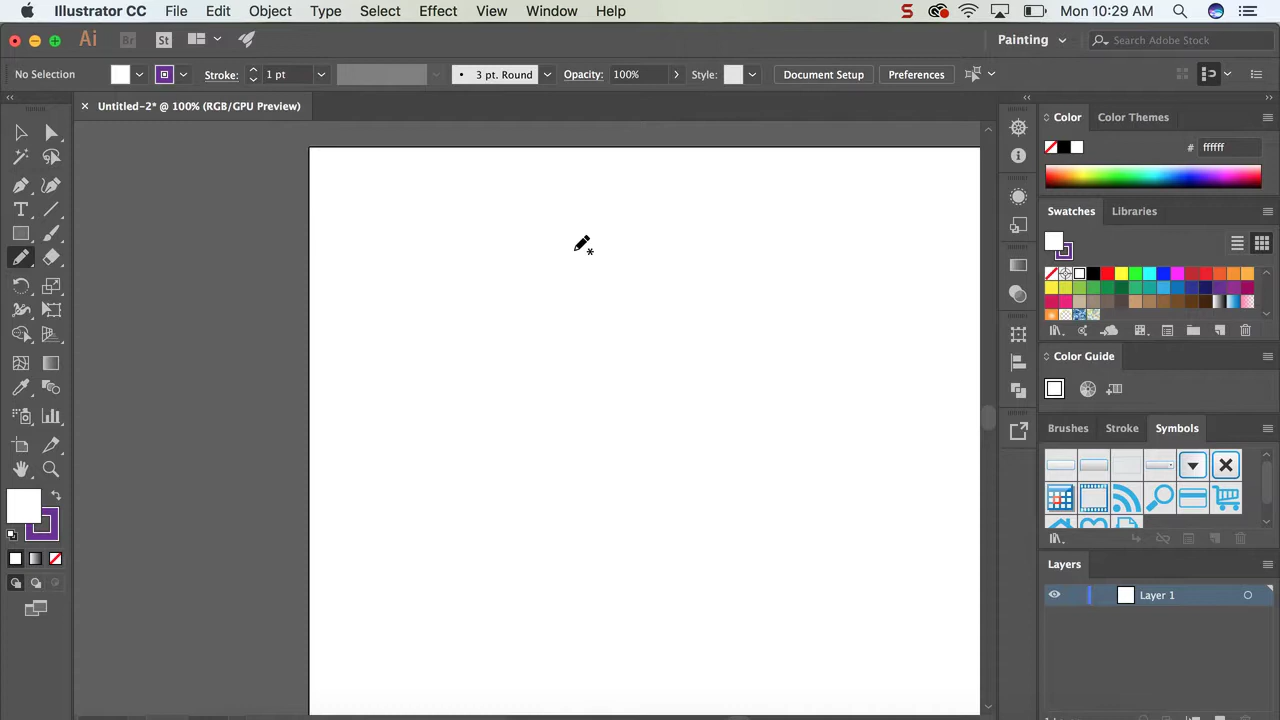 Illustrator CC File Edit Object Type Select Effect View Window Help S Mon 10:29 AM
Ai Br St Painting Search Adobe Stock
No Selection Stroke: 1 pt 3 pt. Round Opacity: 100% Style: Document Setup Preferences
Untitled-2* @ 100% (RGB/GPU Preview)
Color Color Themes
# ffffff
Swatches Libraries
Color Guide
Brushes Stroke Symbols
Layers
Layer 1